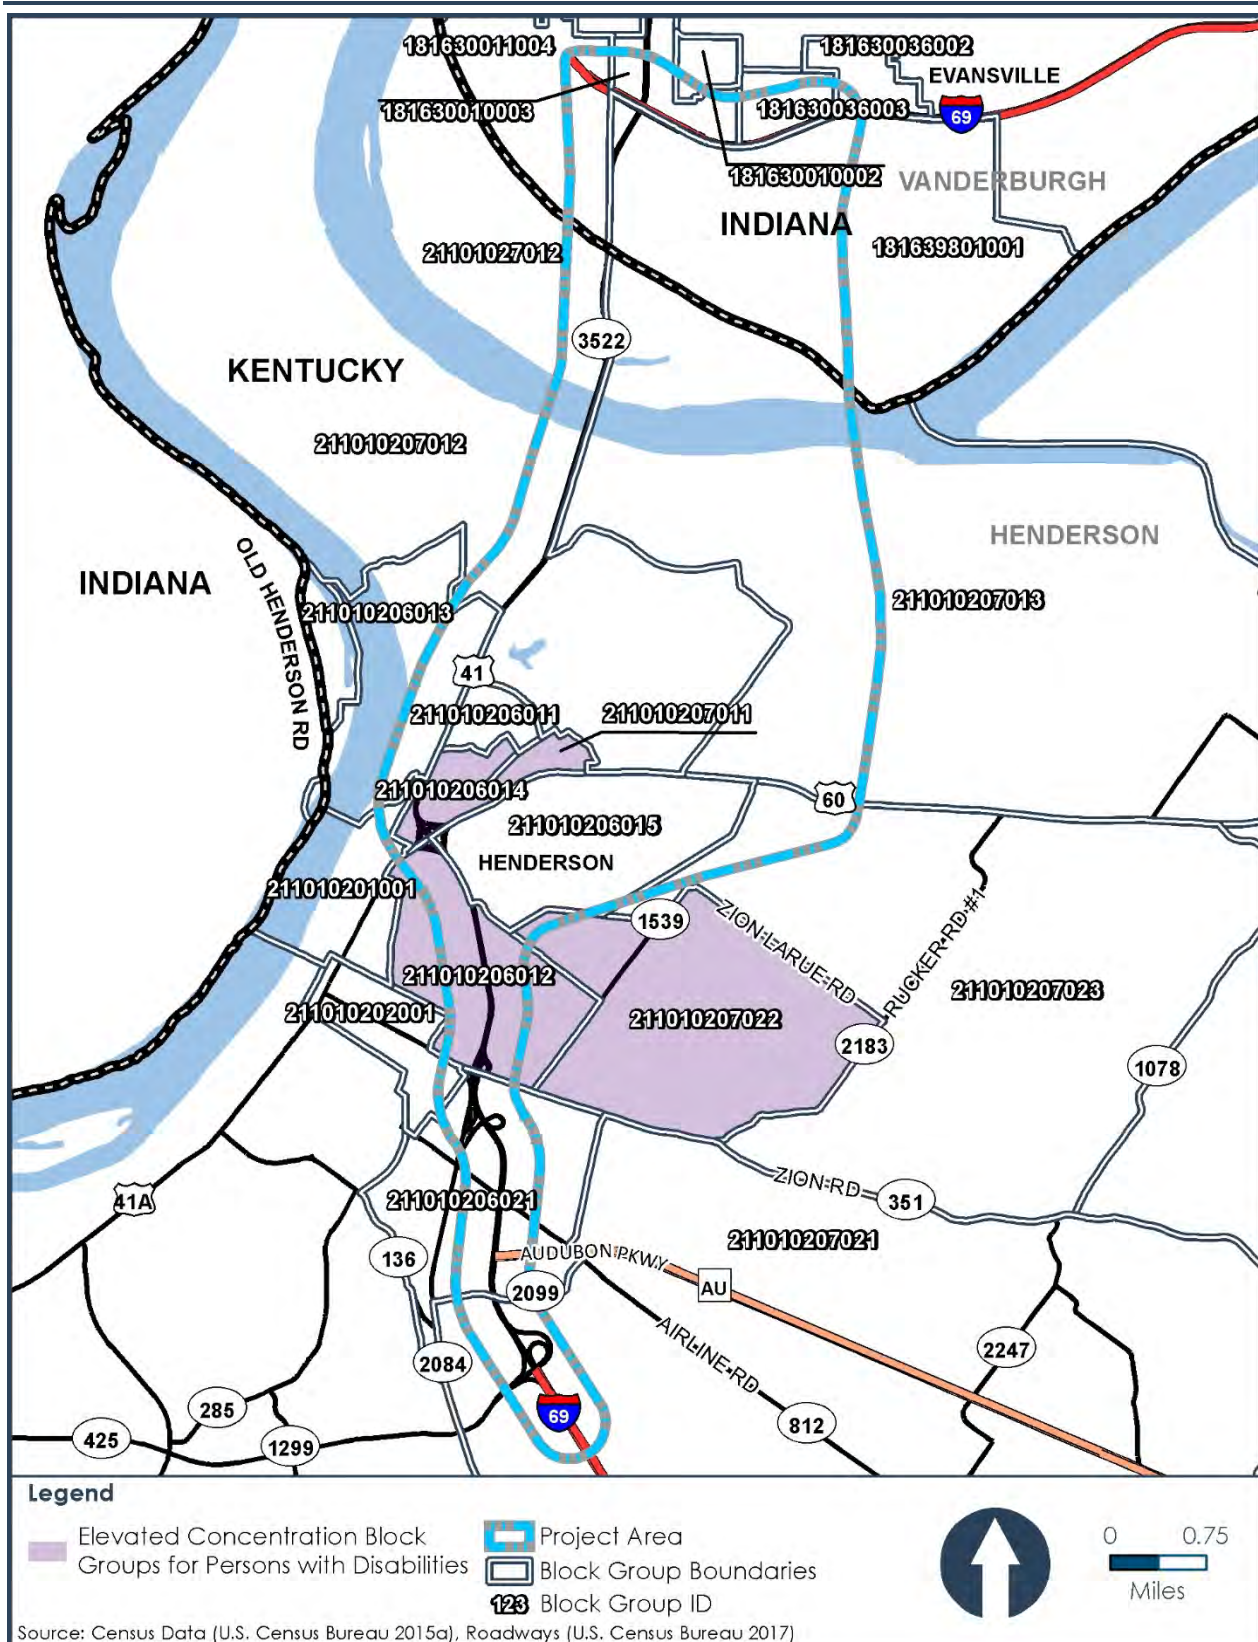 181630011004
181630036002
EVANSVILLE
181630010003
181630036003
69
181630010002
VANDERBURGH
INDIANA
181639801001
21101027012
3522
KENTUCKY
211010207012
HENDERSON
OLD HENDERSON RD
INDIANA
211010206013
211010207013
41
211010206011
211010207011
211010206014
60
211010206015
HENDERSON
211010201001
1539
ZION-LARUE-RD
RUCKER-RD-#1
211010206012
211010207023
211010202001
211010207022
2183
1078
ZION-RD
351
41A
211010206021
211010207021
136
AUDUBON-PKWY
AU
2099
AIRLINE-RD
2247
2084
285
69
812
425
1299
Legend
Elevated Concentration Block
Groups for Persons with Disabilities
Project Area
Block Group Boundaries
123 Block Group ID
0 0.75
Miles
Source: Census Data (U.S. Census Bureau 2015a), Roadways (U.S. Census Bureau 2017)